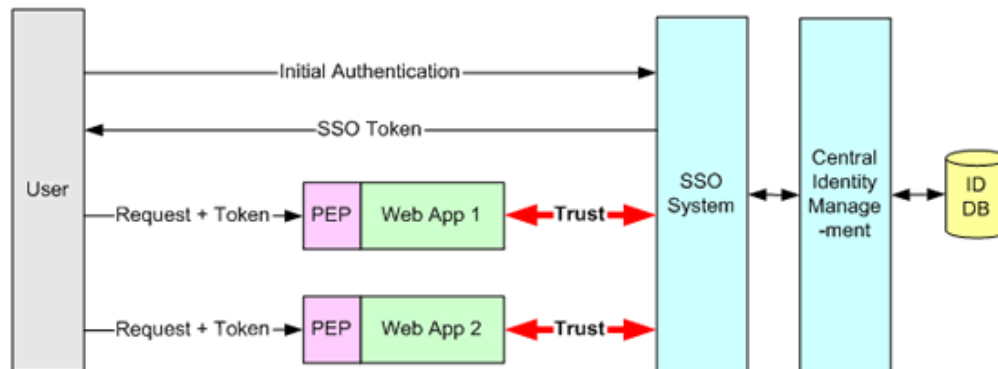 Initial Authentication
SSO Token
User
Request + Token
PEP
Web App 1
Trust
Request + Token
PEP
Web App 2
Trust
SSO
System
Central
Identity
Manage
-ment
ID
DB